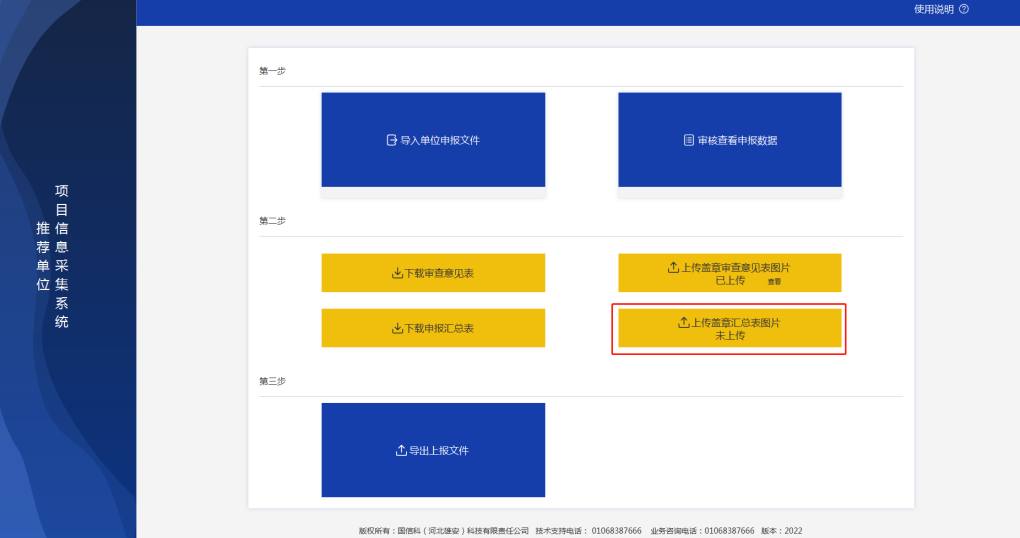 使用说明
推荐单位
项目信息采集系统
第一步
导入单位申报文件
审核查看申报数据
第二步
下载审查意见表
上传盖章审查意见表图片
已上传 查看
下载申报汇总表
上传盖章汇总表图片
未上传
第三步
导出上报文件
版权所有：国信科（河北雄安）科技有限责任公司 技术支持电话： 01068387666 业务咨询电话：01068387666 版本：2022